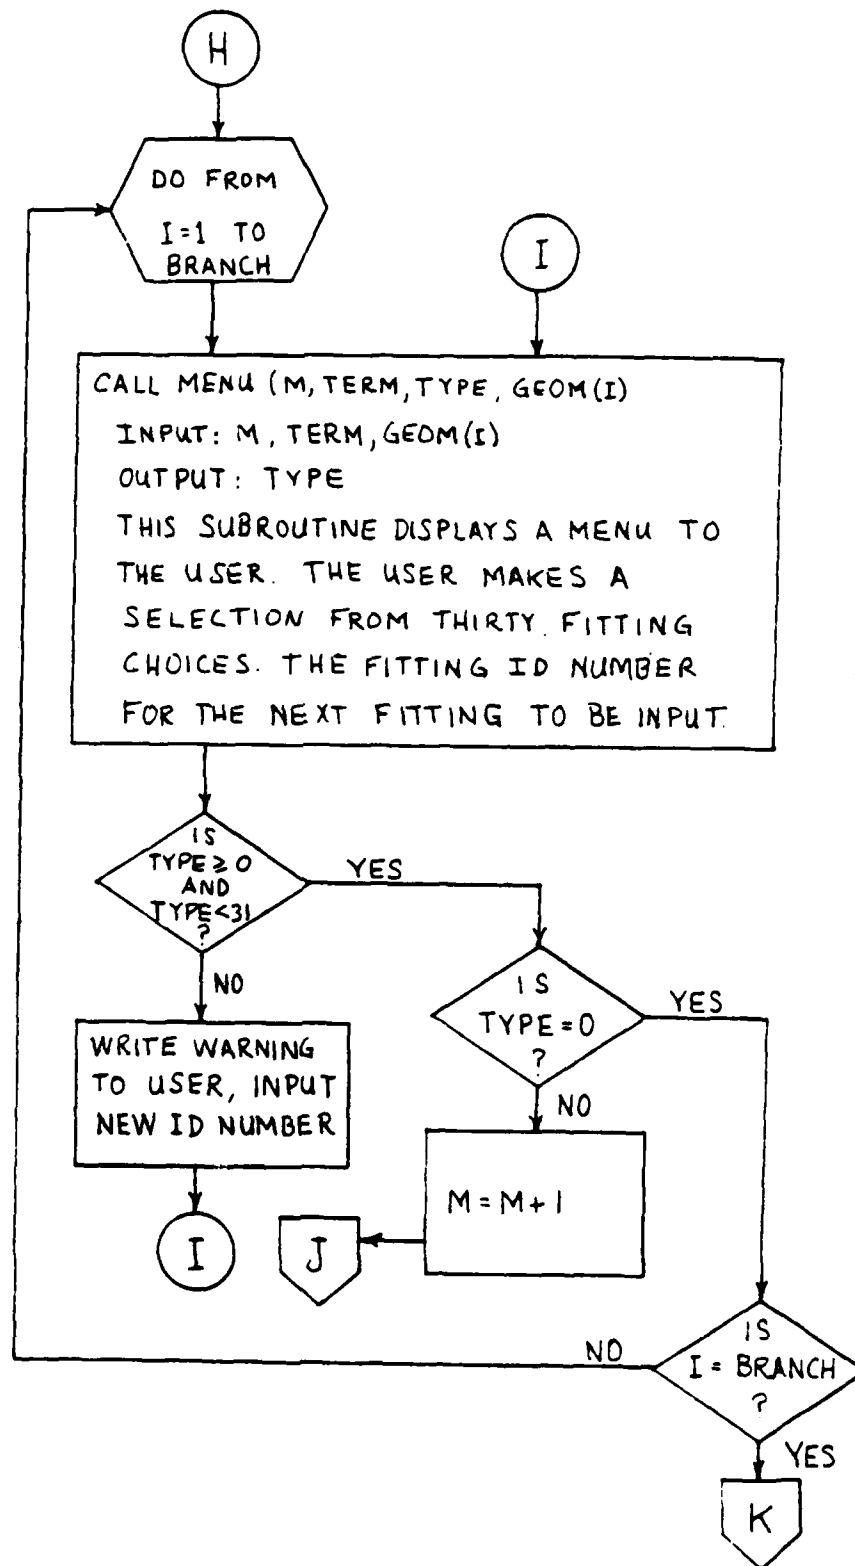 H
DO FROM
I=1 TO
BRANCH
I
CALL MENU (M, TERM, TYPE, GEOM(I)
INPUT: M, TERM, GEOM(I)
OUTPUT: TYPE
THIS SUBROUTINE DISPLAYS A MENU TO
THE USER. THE USER MAKES A
SELECTION FROM THIRTY FITTING
CHOICES. THE FITTING ID NUMBER
FOR THE NEXT FITTING TO BE INPUT.
IS
TYPE ≥ 0
AND
TYPE<31
?
YES
NO
IS
TYPE=0
?
YES
NO
WRITE WARNING
TO USER, INPUT
NEW ID NUMBER
M = M + 1
I
J
IS
I = BRANCH
?
NO
YES
K